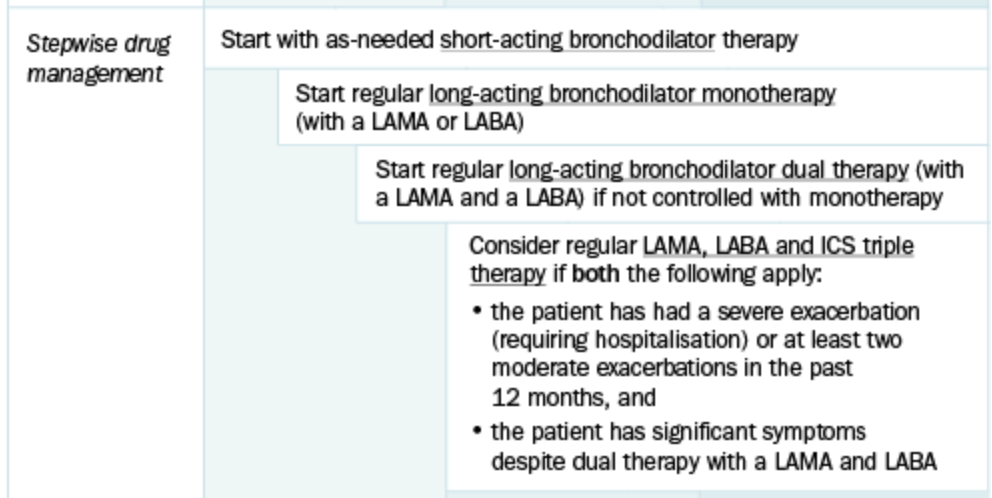 Stepwise drug
management
Start with as-needed short-acting bronchodilator therapy
Start regular long-acting bronchodilator monotherapy
(with a LAMA or LABA)
Start regular long-acting bronchodilator dual therapy (with
a LAMA and a LABA) if not controlled with monotherapy
Consider regular LAMA, LABA and ICS triple
therapy if both the following apply:
• the patient has had a severe exacerbation
(requiring hospitalisation) or at least two
moderate exacerbations in the past
12 months, and
• the patient has significant symptoms
despite dual therapy with a LAMA and LABA